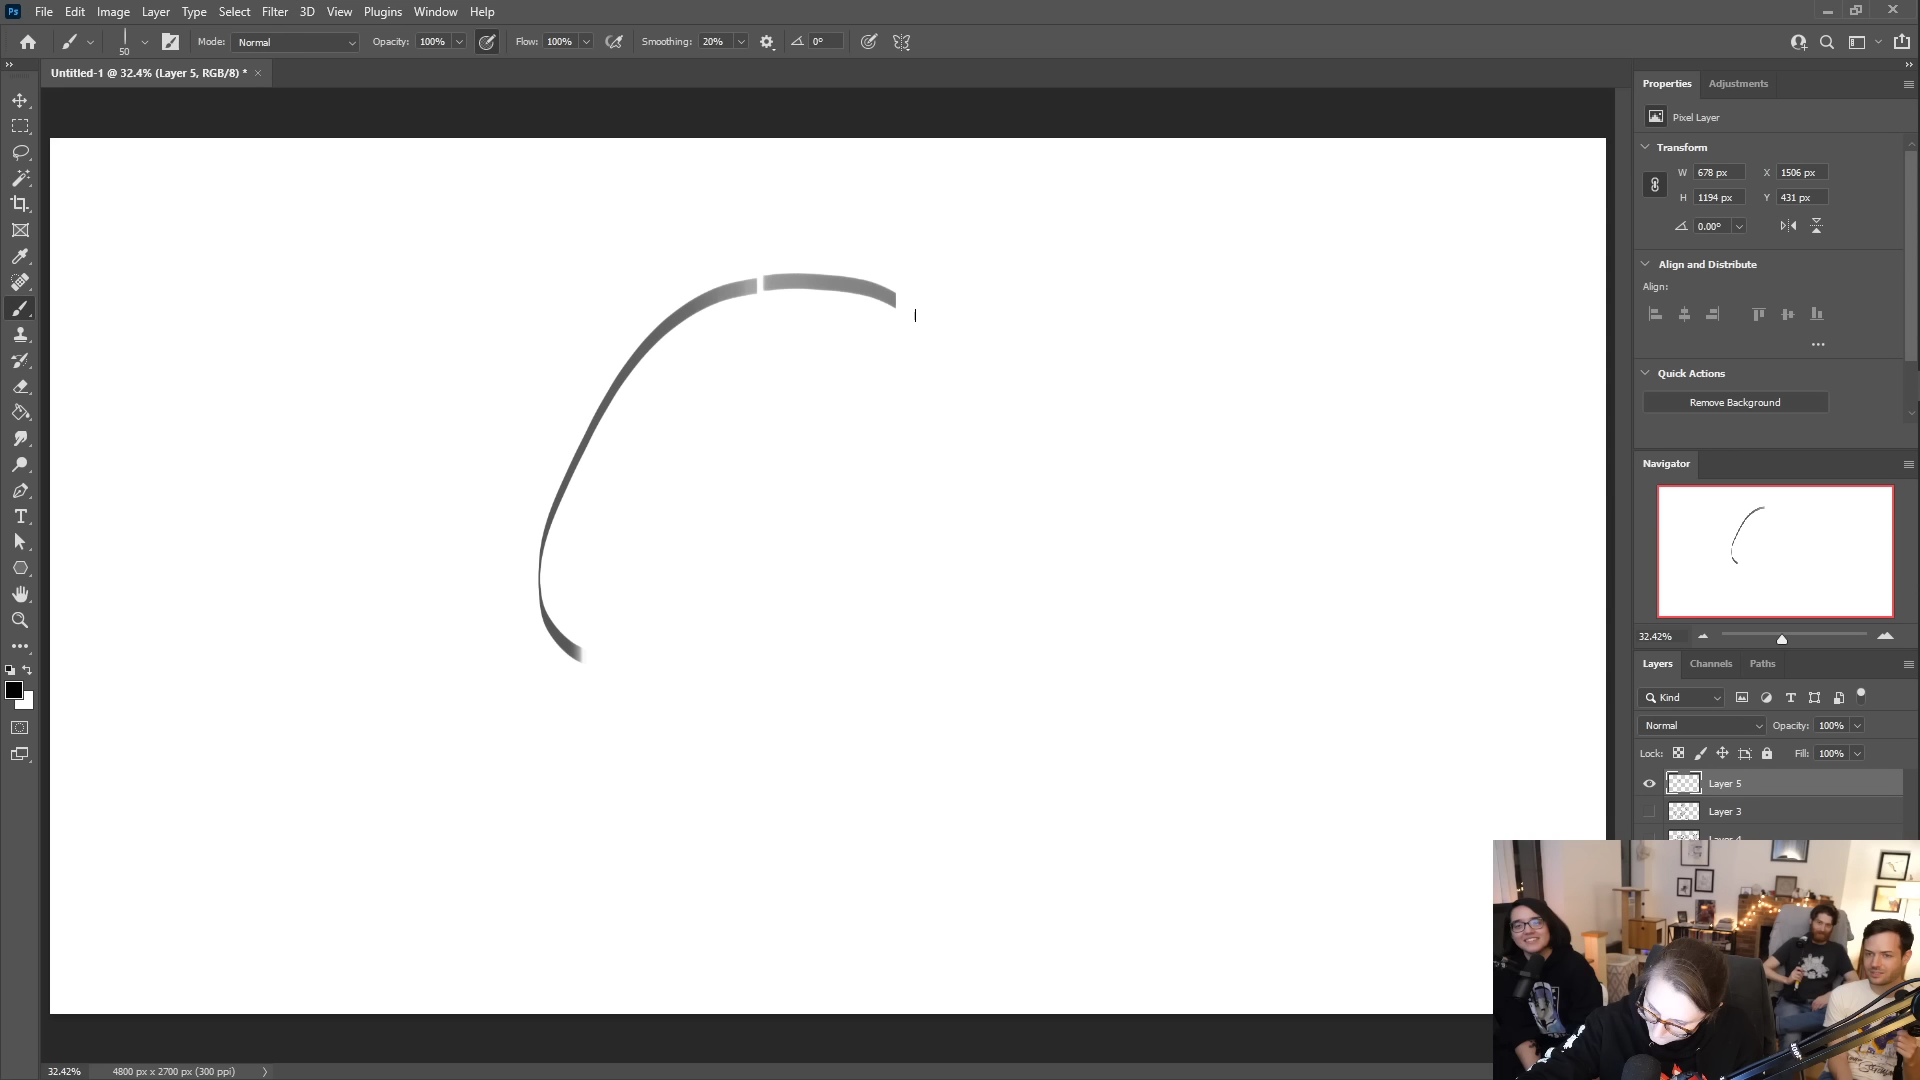 Ps File Edit Image Layer Type Select Filter 3D View Plugins Window Help
50 Mode: Normal Opacity: 100% Flow: 100% Smoothing: 20% 0°
Untitled-1 @ 32.4% (Layer 5, RGB/8) * ×
Properties Adjustments
Pixel Layer
Transform
W 678 px X 1506 px
H 1194 px Y 431 px
0.00°
Align and Distribute
Align:
Quick Actions
Remove Background
Navigator
32.42%
Layers Channels Paths
Kind
Normal Opacity: 100%
Lock: Fill: 100%
Layer 5
Layer 3
Layer 4
32.42% 4800 px x 2700 px (300 ppi)